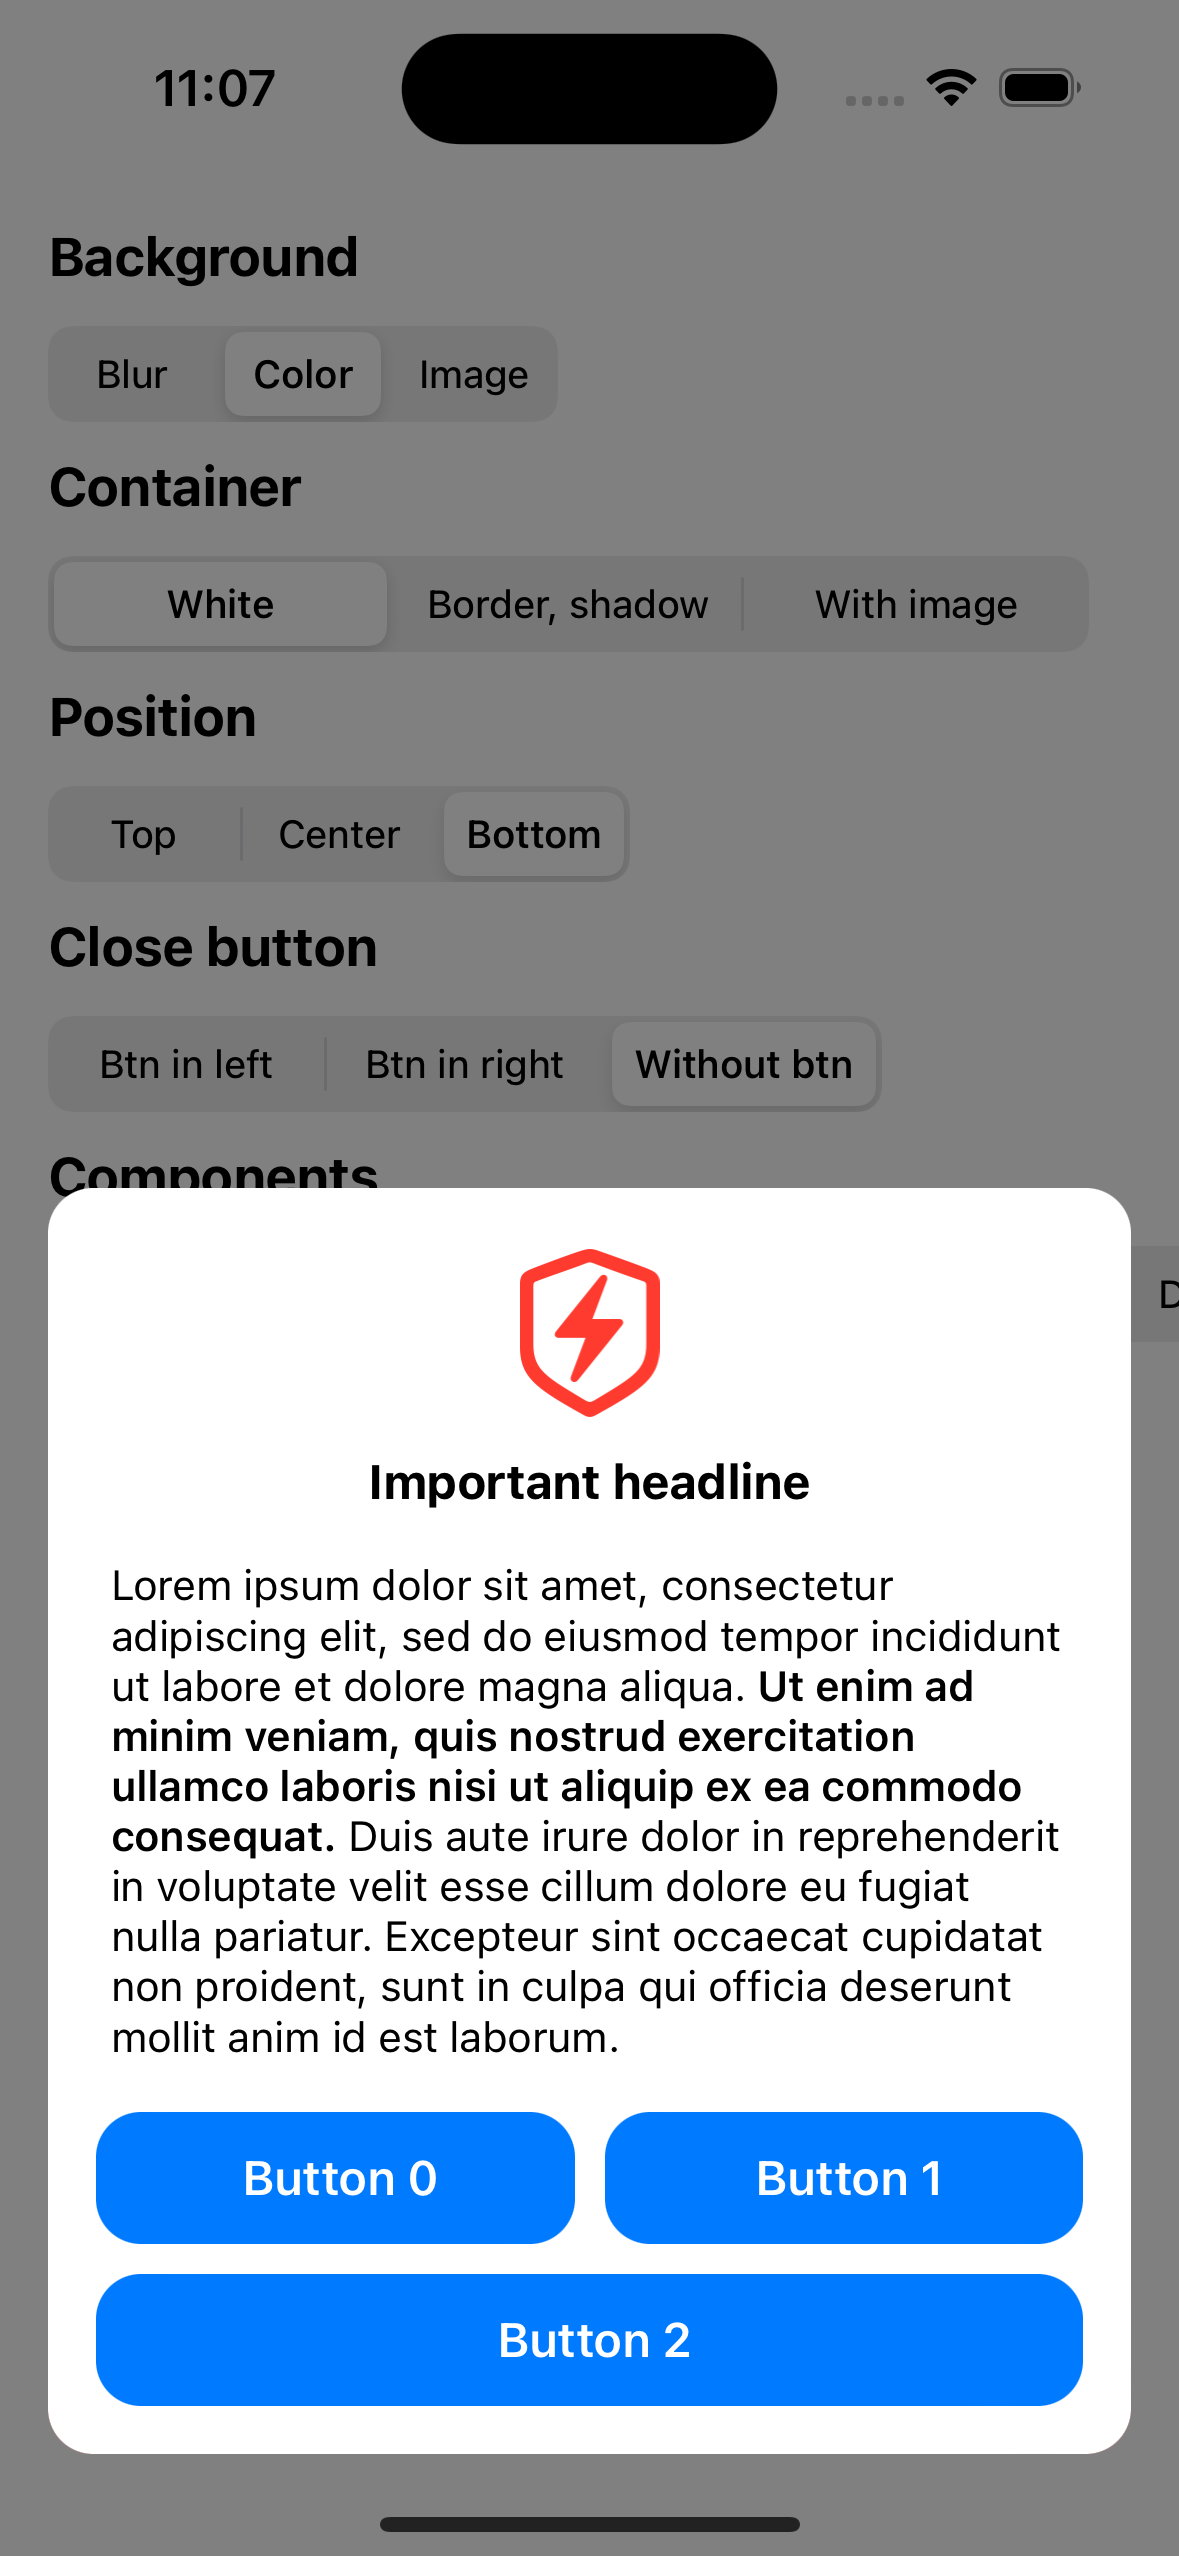 11:07
Background
Blur Color Image
Container
White Border, shadow With image
Position
Top Center Bottom
Close button
Btn in left Btn in right Without btn
Components
Important headline
Lorem ipsum dolor sit amet, consectetur
adipiscing elit, sed do eiusmod tempor incididunt
ut labore et dolore magna aliqua. Ut enim ad
minim veniam, quis nostrud exercitation
ullamco laboris nisi ut aliquip ex ea commodo
consequat. Duis aute irure dolor in reprehenderit
in voluptate velit esse cillum dolore eu fugiat
nulla pariatur. Excepteur sint occaecat cupidatat
non proident, sunt in culpa qui officia deserunt
mollit anim id est laborum.
Button 0 Button 1
Button 2